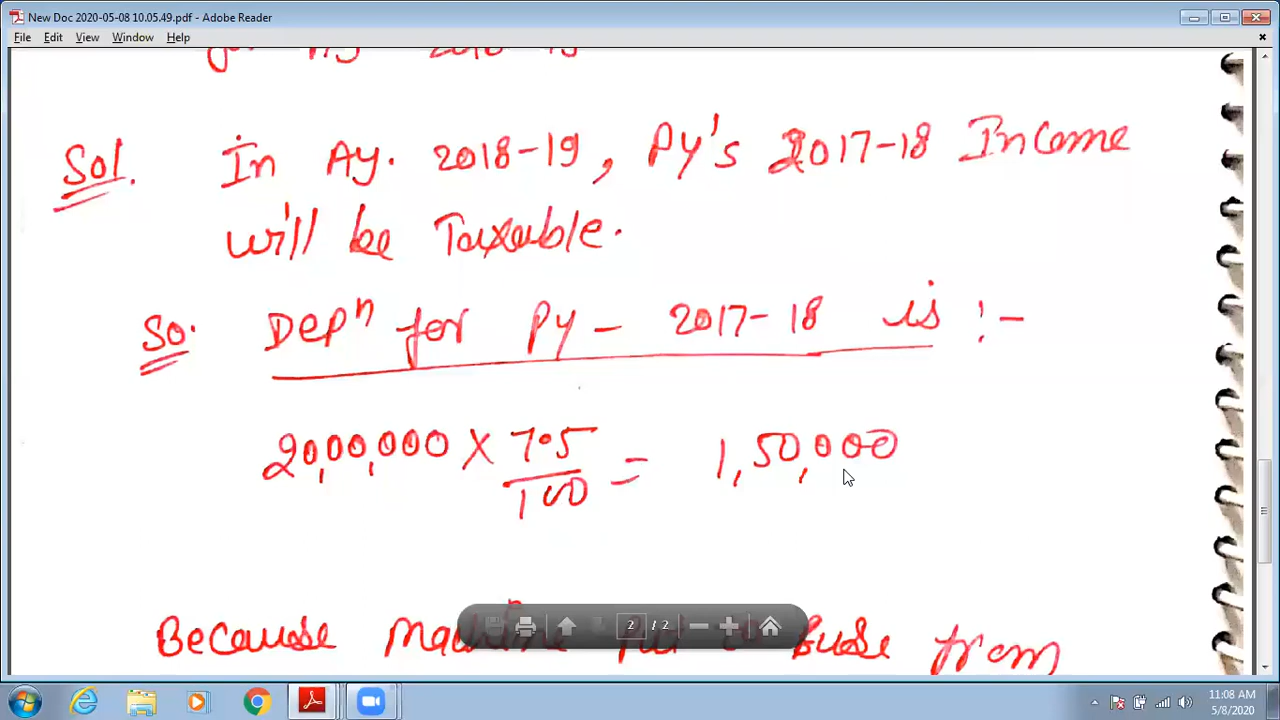 New Doc 2020-05-08 10.05.49.pdf - Adobe Reader
File Edit View Window Help
Sol. In Ay. 2018-19, Py's 2017-18 Income
will be Taxable.
So. Depn for Py - 2017-18 is :-
20,00,000 X 7.5/100 = 1,50,000
2 / 2
Because from
11:08 AM
5/8/2020